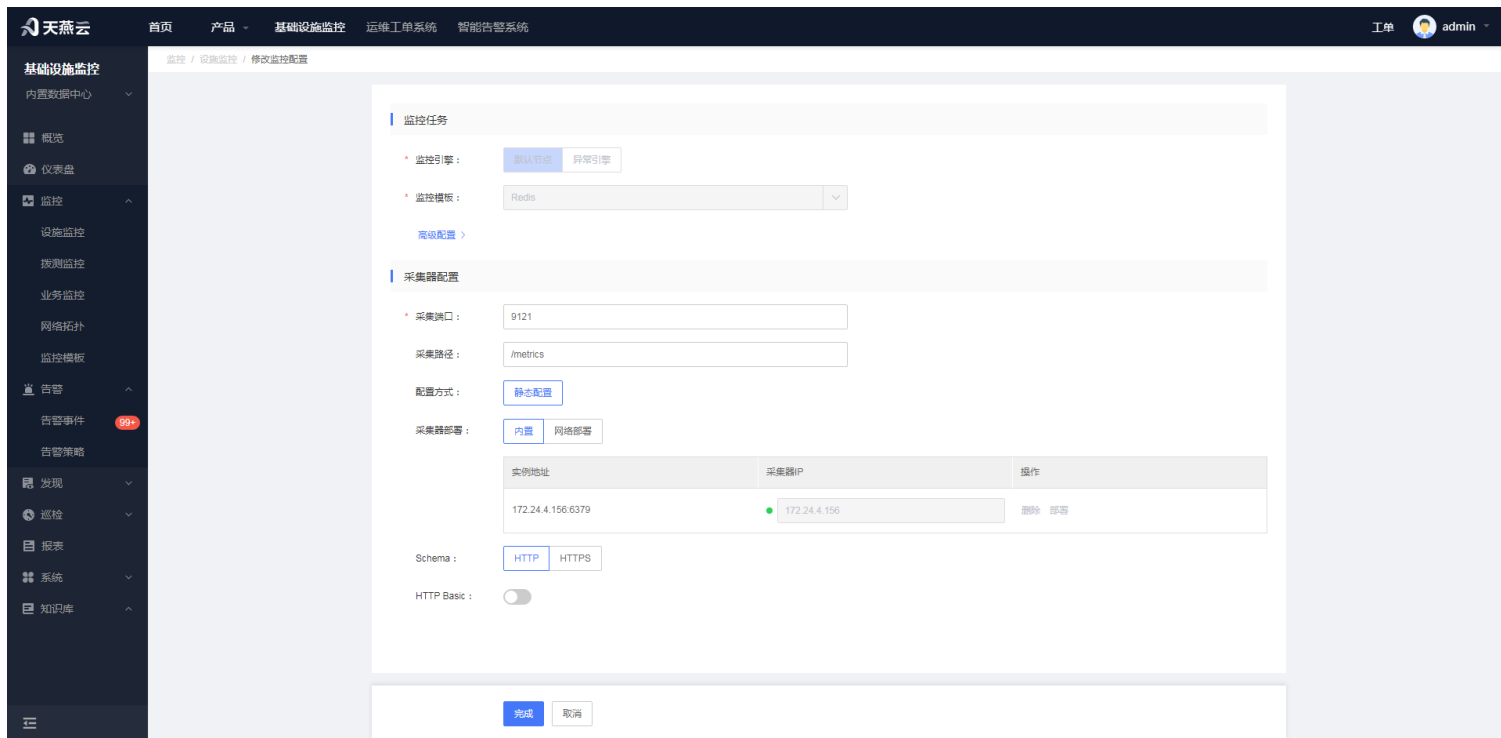 天燕云
首页 产品 基础设施监控 运维工单系统 智能告警系统 工单 admin
基础设施监控
内置数据中心
概览
仪表盘
监控
设施监控
拨测监控
业务监控
网络拓扑
监控模板
告警
告警事件 99+
告警策略
发现
巡检
报表
系统
知识库
监控 / 设施监控 / 修改监控配置
监控任务
* 监控引擎： 默认节点 异常引擎
* 监控模板： Redis
高级配置 >
采集器配置
* 采集端口： 9121
采集路径： /metrics
配置方式： 静态配置
采集器部署： 内置 网络部署
实例地址 采集器IP 操作
172.24.4.156:6379 172.24.4.156 删除 部署
Schema： HTTP HTTPS
HTTP Basic：
完成 取消